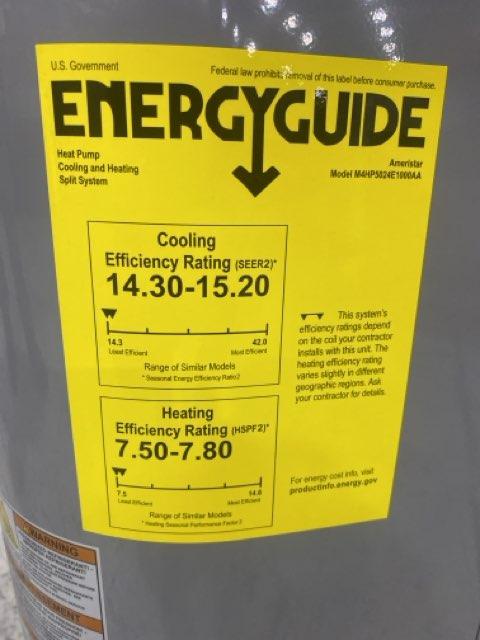 U.S. Government
Federal law prohibits removal of this label before consumer purchase.
ENERGYGUIDE
Heat Pump
Cooling and Heating
Split System
Ameristar
Model M4HP5024E1000AA
Cooling
Efficiency Rating (SEER2)*
14.30-15.20
14.3 42.0
Least Efficient Most Efficient
Range of Similar Models
* Seasonal Energy Efficiency Ratio2
This system's
efficiency ratings depend
on the coil your contractor
installs with this unit. The
heating efficiency rating
varies slightly in different
geographic regions. Ask
your contractor for details.
Heating
Efficiency Rating (HSPF2)*
7.50-7.80
7.5 14.6
Least Efficient Most Efficient
Range of Similar Models
* Heating Seasonal Performance Factor 2
For energy cost info, visit
productinfo.energy.gov
WARNING